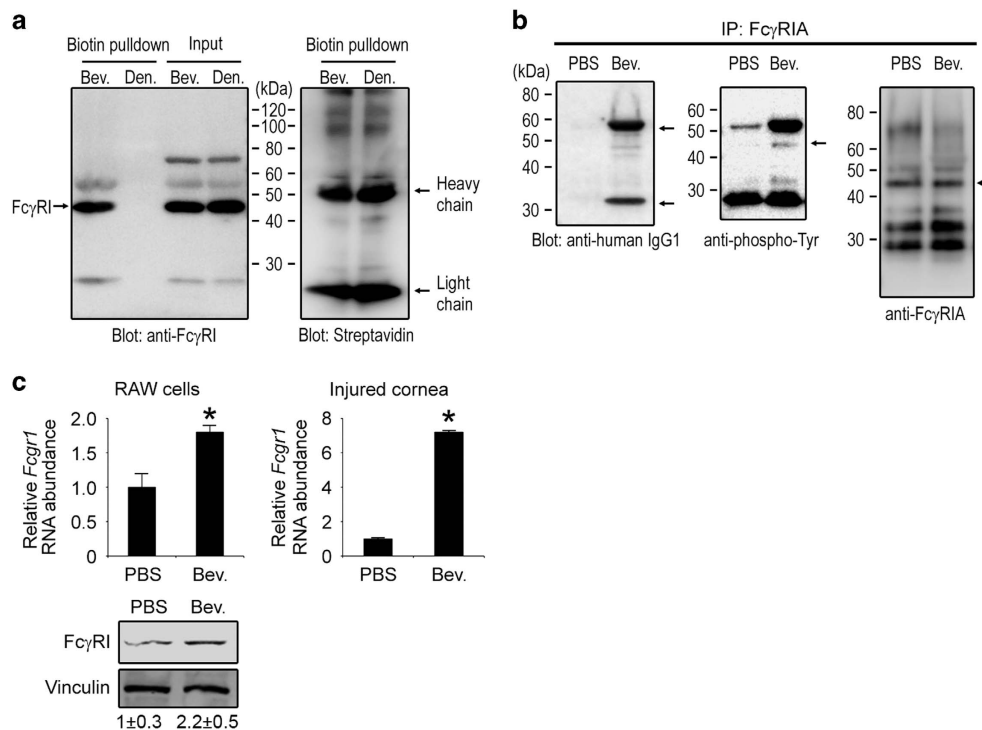 a
Biotin pulldown
Input
Bev. Den. Bev. Den.
(kDa)
120
100
80
60
50
40
30
FcγRI
Blot: anti-FcγRI
Biotin pulldown
Bev. Den.
Heavy
chain
Light
chain
Blot: Streptavidin
b
IP: FcγRIA
(kDa)
PBS Bev.
60
50
40
30
Blot: anti-human IgG1
PBS Bev.
60
50
40
30
anti-phospho-Tyr
PBS Bev.
80
60
50
40
30
anti-FcγRIA
c
RAW cells
Relative Fcgr1
RNA abundance
2.0
1.5
1.0
0.5
0
*
PBS Bev.
Injured cornea
Relative Fcgr1
RNA abundance
8
6
4
2
0
*
PBS Bev.
PBS Bev.
FcγRI
Vinculin
1±0.3 2.2±0.5